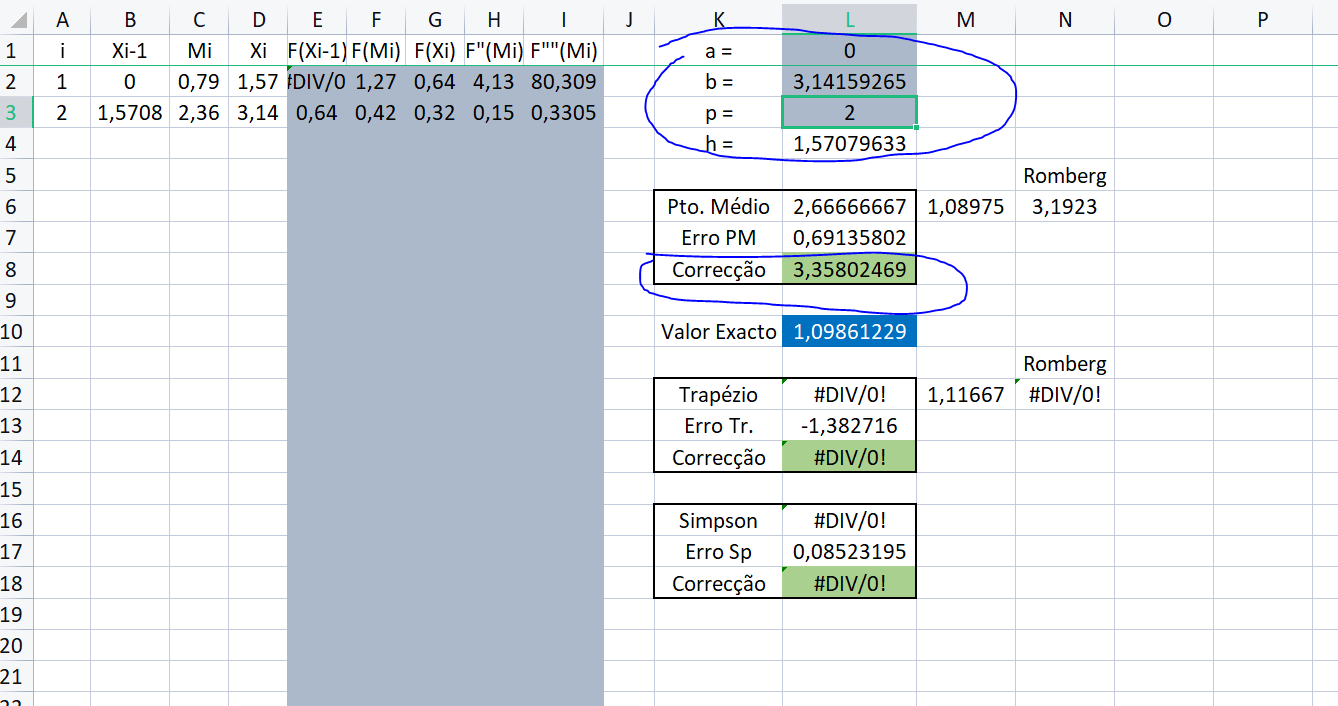 A B C D E F G H I J K L M N O P
1 i Xi-1 Mi Xi F(Xi-1) F(Mi) F(Xi) F"(Mi) F""(Mi) a = 0
2 1 0 0,79 1,57 #DIV/0 1,27 0,64 4,13 80,309 b = 3,14159265
3 2 1,5708 2,36 3,14 0,64 0,42 0,32 0,15 0,3305 p = 2
4 h = 1,57079633
5 Romberg
6 Pto. Médio 2,66666667 1,08975 3,1923
7 Erro PM 0,69135802
8 Correcção 3,35802469
9
10 Valor Exacto 1,09861229
11 Romberg
12 Trapézio #DIV/0! 1,11667 #DIV/0!
13 Erro Tr. -1,382716
14 Correcção #DIV/0!
15
16 Simpson #DIV/0!
17 Erro Sp 0,08523195
18 Correcção #DIV/0!
19
20
21